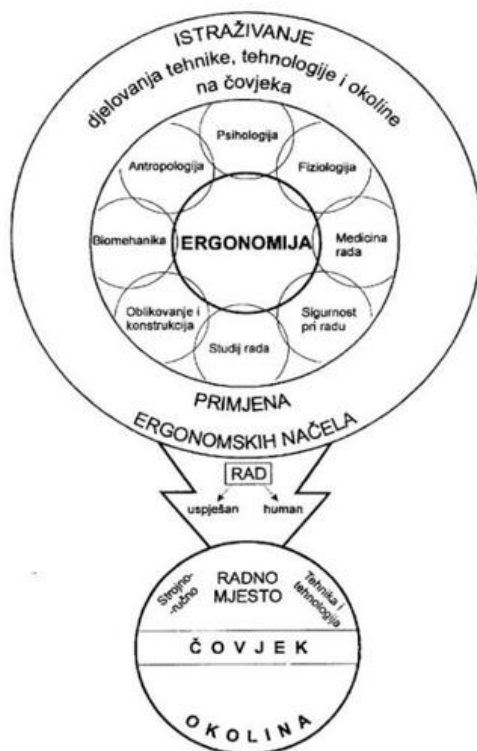 ISTRAŽIVANJE
djelovanja tehnike, tehnologije i okoline
na čovjeka
Psihologija
Antropologija
Fiziologija
Biomehanika
ERGONOMIJA
Medicina
rada
Oblikovanje i
konstrukcija
Sigurnost
pri radu
Studij rada
PRIMJENA
ERGONOMSKIH NAČELA
RAD
uspješan
human
Strojno-
-ručno
RADNO
MJESTO
Tehnika i
tehnologija
ČOVJEK
OKOLINA